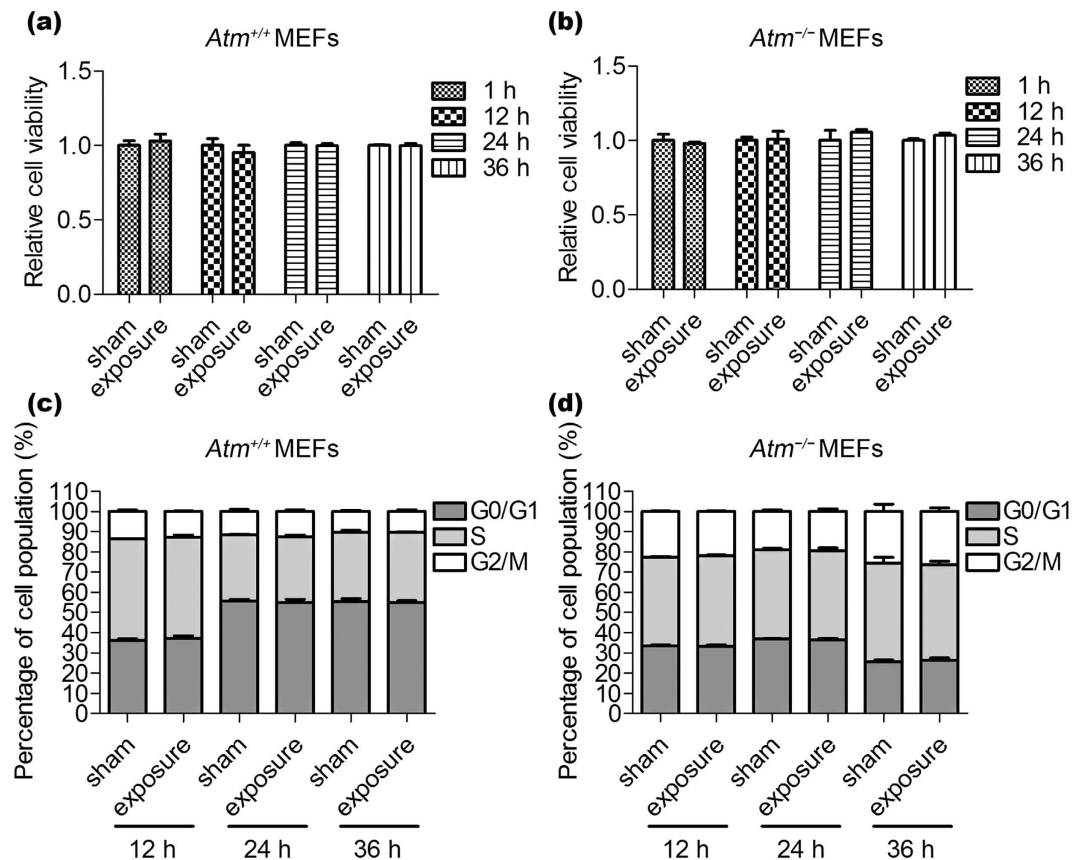 (a)
Atm+/+ MEFs
Relative cell viability
1.5
1.0
0.5
0.0
sham
exposure
sham
exposure
sham
exposure
sham
exposure
1 h
12 h
24 h
36 h
(b)
Atm−/− MEFs
Relative cell viability
1.5
1.0
0.5
0.0
sham
exposure
sham
exposure
sham
exposure
sham
exposure
1 h
12 h
24 h
36 h
(c)
Atm+/+ MEFs
Percentage of cell population (%)
110
100
90
80
70
60
50
40
30
20
10
0
sham
exposure
sham
exposure
sham
exposure
12 h
24 h
36 h
G0/G1
S
G2/M
(d)
Atm−/− MEFs
Percentage of cell population (%)
110
100
90
80
70
60
50
40
30
20
10
0
sham
exposure
sham
exposure
sham
exposure
12 h
24 h
36 h
G0/G1
S
G2/M